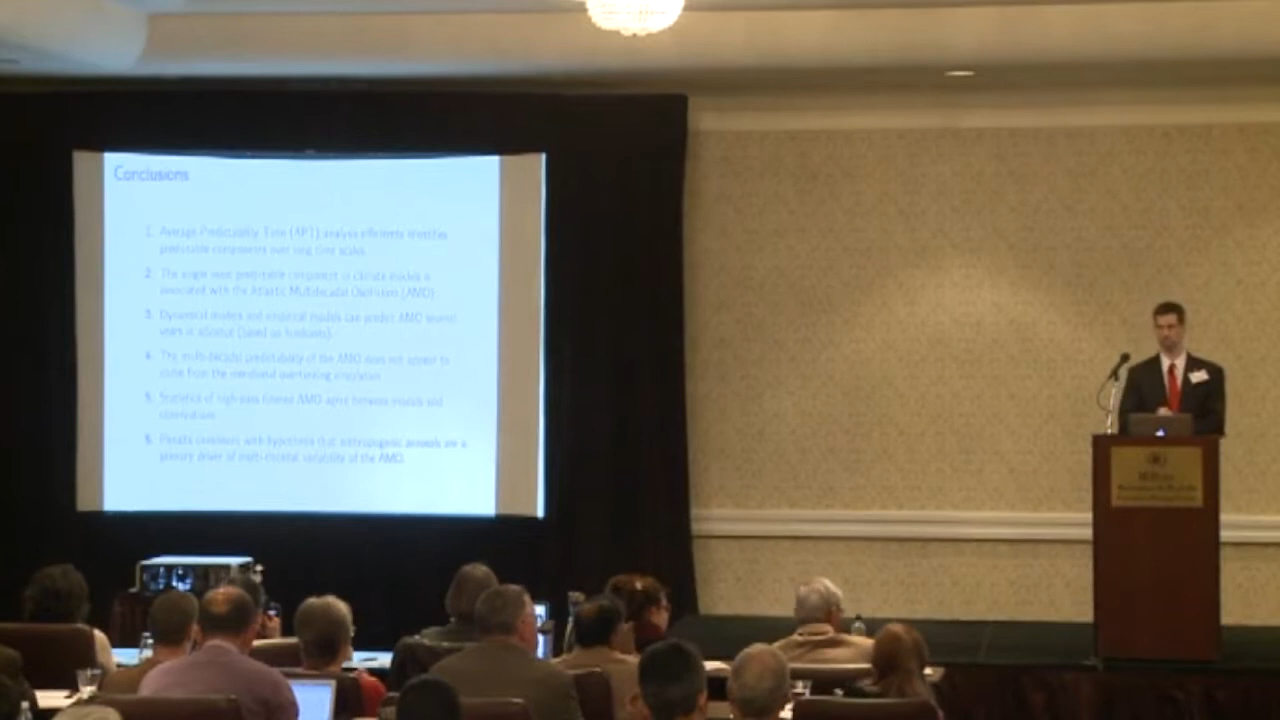 Conclusions
1. Average Predictability Time (APT) analysis efficiently identifies
predictable components over long time scales.
2. The single most predictable component in climate models is
associated with the Atlantic Multidecadal Oscillation (AMO)
3. Dynamical models and empirical models can predict AMO several
years in advance (based on hindcasts).
4. The multi-decadal predictability of the AMO does not appear to
come from the meridional overturning circulation.
5. Statistics of high-pass filtered AMO agree between models and
observations.
6. Results consistent with hypothesis that anthropogenic aerosols are a
primary driver of multi-decadal variability of the AMO.
Hilton